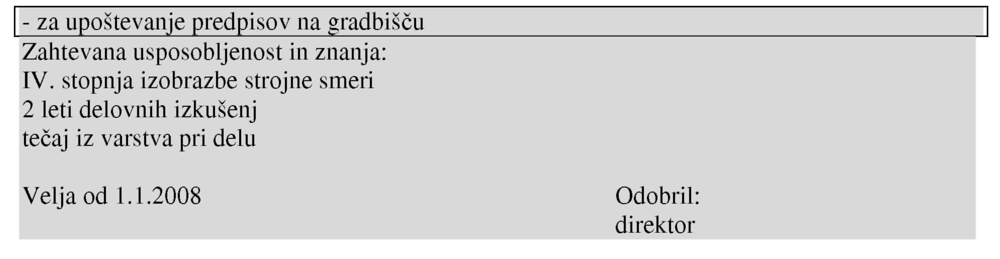 - za upoštevanje predpisov na gradbišču
Zahtevana usposobljenost in znanja:
IV. stopnja izobrazbe strojne smeri
2 leti delovnih izkušenj
tečaj iz varstva pri delu
Velja od 1.1.2008 Odobril:
direktor